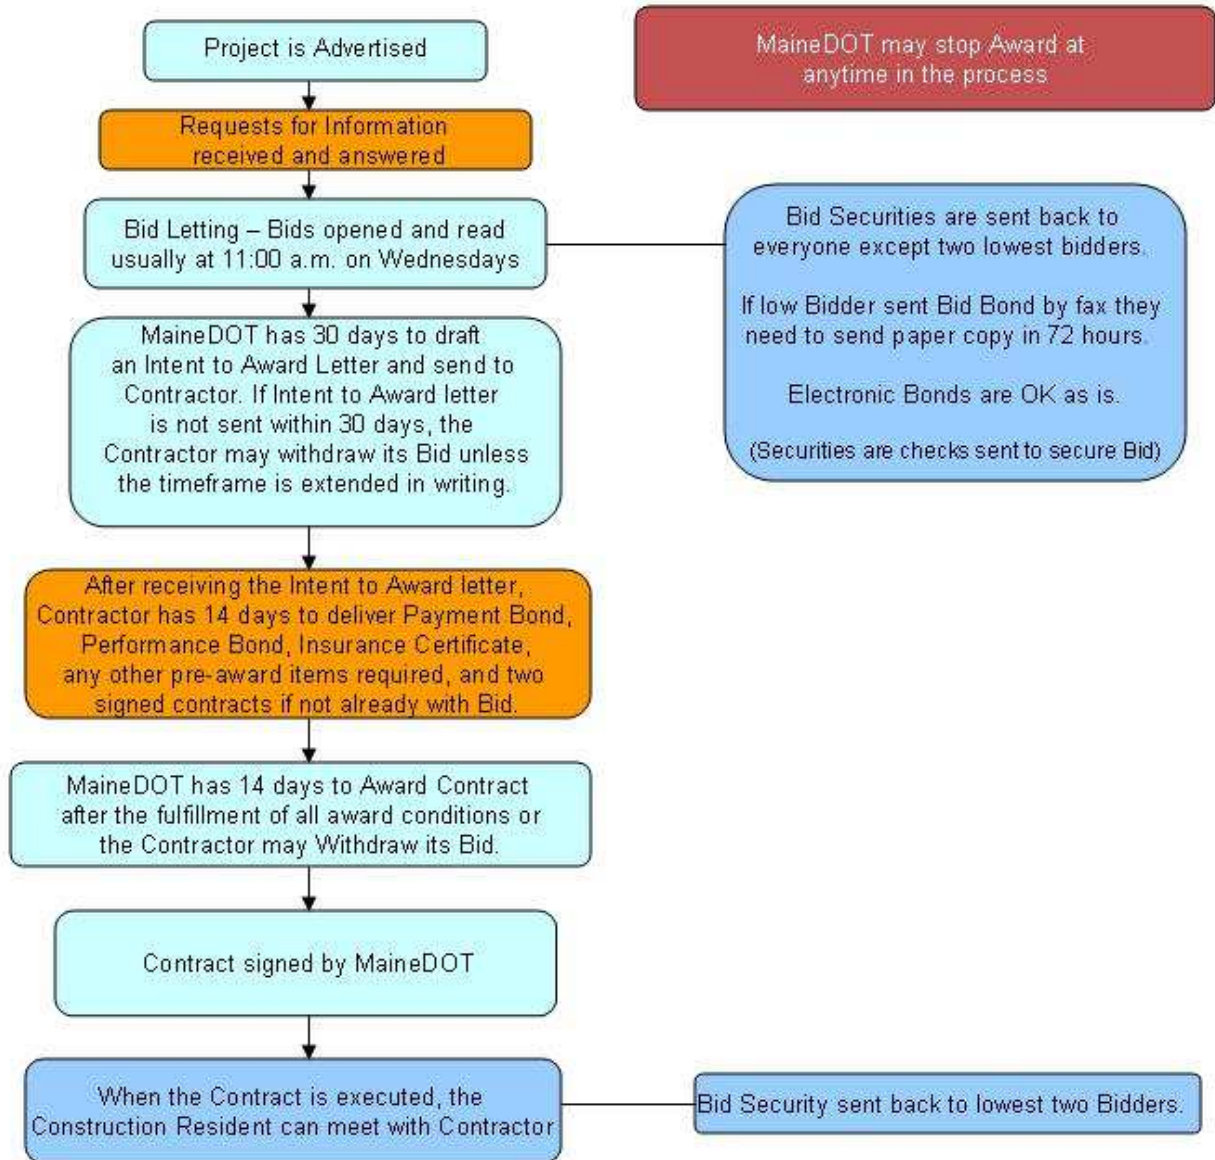 Project is Advertised
MaineDOT may stop Award at
anytime in the process
Requests for Information
received and answered
Bid Letting – Bids opened and read
usually at 11:00 a.m. on Wednesdays
Bid Securities are sent back to
everyone except two lowest bidders.
If low Bidder sent Bid Bond by fax they
need to send paper copy in 72 hours.
Electronic Bonds are OK as is.
(Securities are checks sent to secure Bid)
MaineDOT has 30 days to draft
an Intent to Award Letter and send to
Contractor. If Intent to Award letter
is not sent within 30 days, the
Contractor may withdraw its Bid unless
the timeframe is extended in writing.
After receiving the Intent to Award letter,
Contractor has 14 days to deliver Payment Bond,
Performance Bond, Insurance Certificate,
any other pre-award items required, and two
signed contracts if not already with Bid.
MaineDOT has 14 days to Award Contract
after the fulfillment of all award conditions or
the Contractor may Withdraw its Bid.
Contract signed by MaineDOT
When the Contract is executed, the
Construction Resident can meet with Contractor
Bid Security sent back to lowest two Bidders.